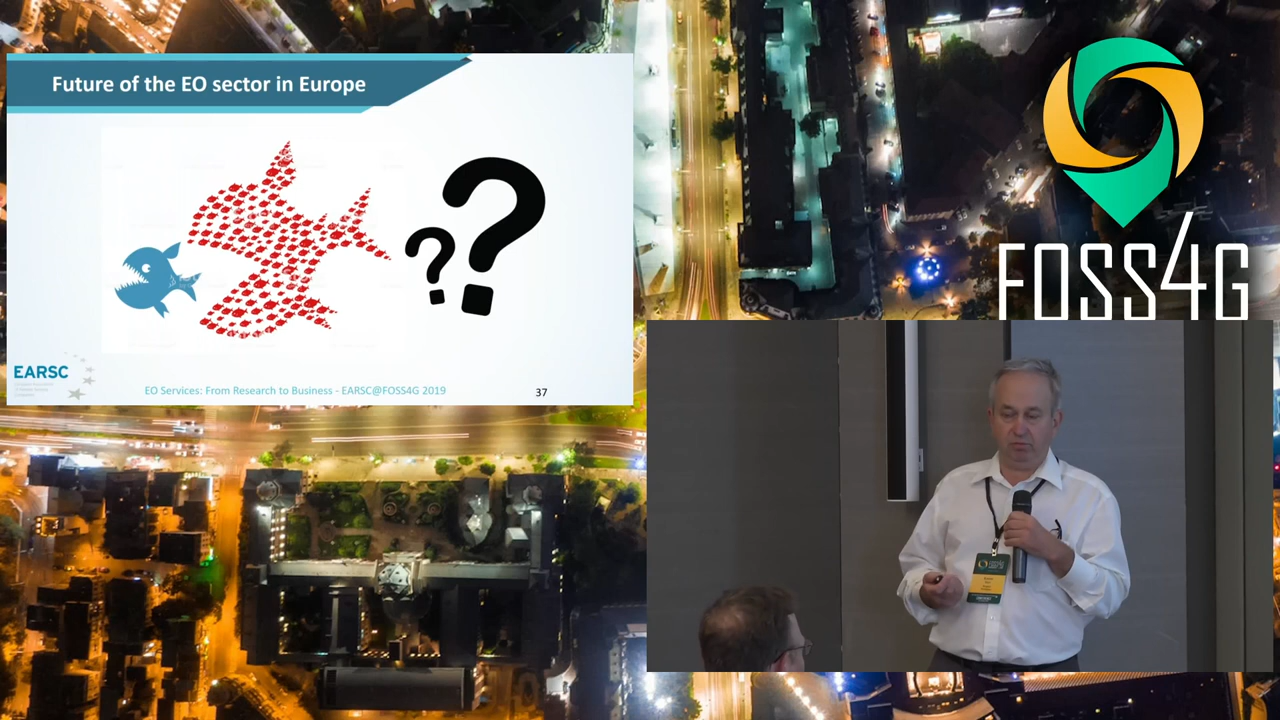 Future of the EO sector in Europe
??
EARSC
EO Services: From Research to Business - EARSC@FOSS4G 2019
37
FOSS4G